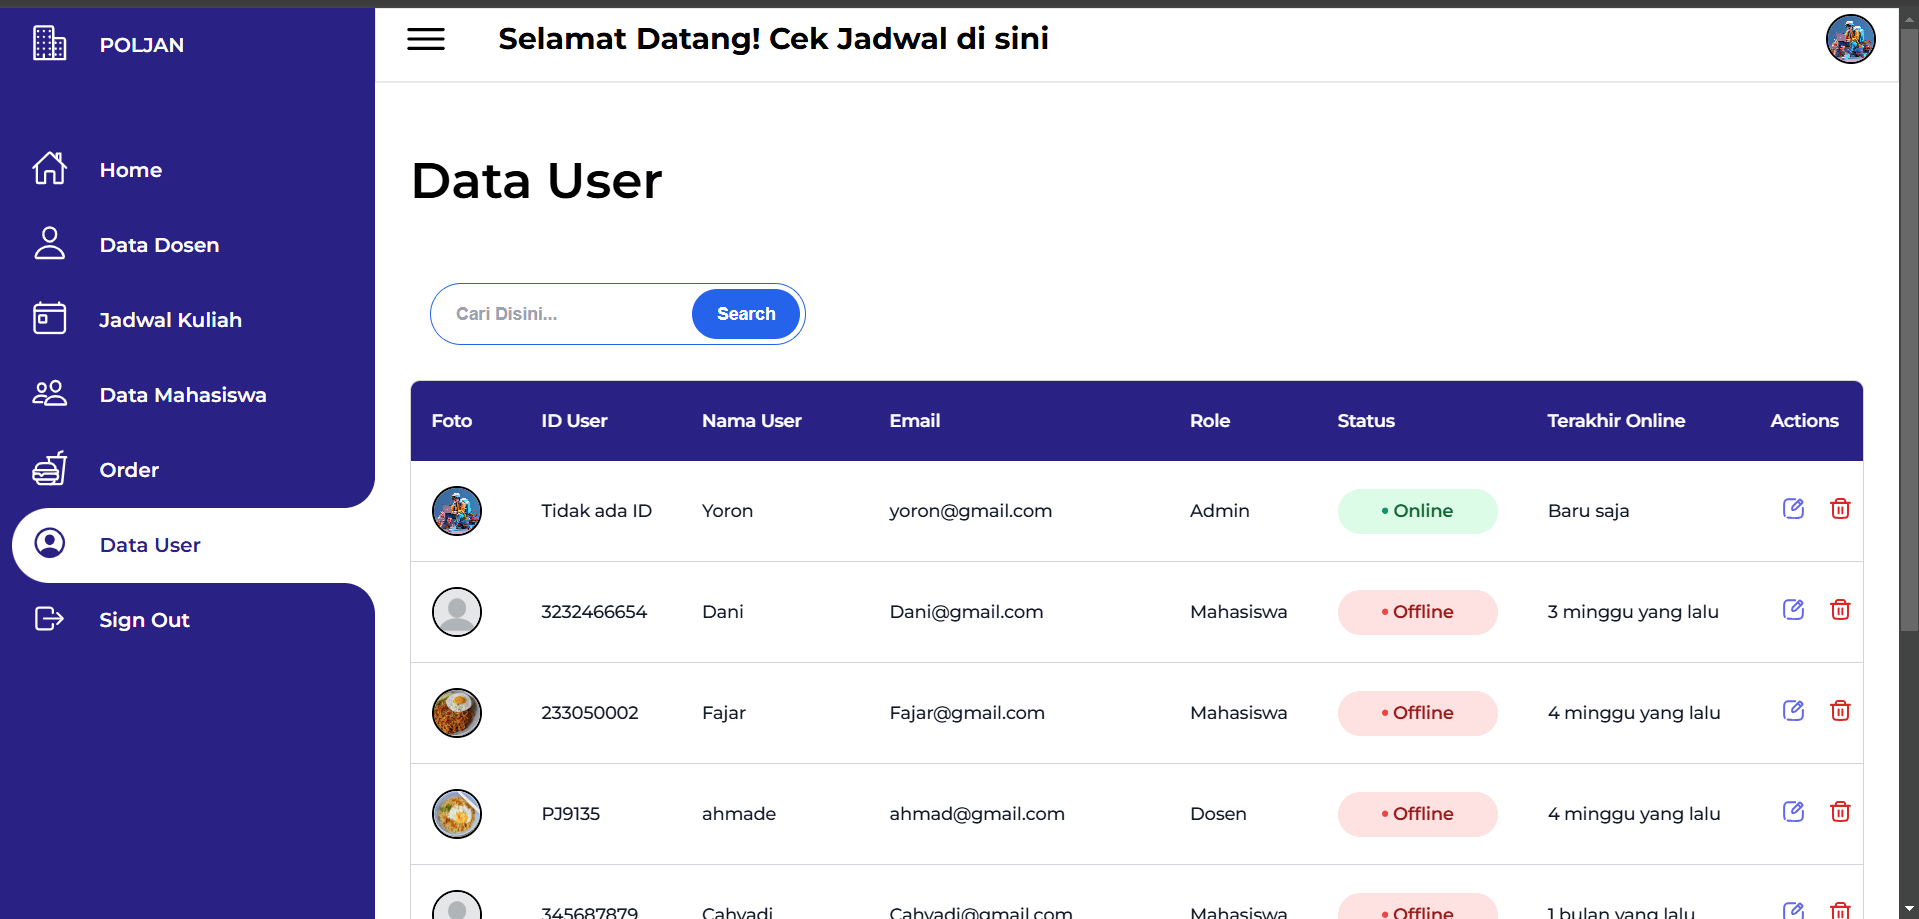 POLJAN
Selamat Datang! Cek Jadwal di sini
Home
Data Dosen
Jadwal Kuliah
Data Mahasiswa
Order
Data User
Sign Out
Data User
Cari Disini... Search
Foto ID User Nama User Email Role Status Terakhir Online Actions
Tidak ada ID Yoron yoron@gmail.com Admin • Online Baru saja
3232466654 Dani Dani@gmail.com Mahasiswa • Offline 3 minggu yang lalu
233050002 Fajar Fajar@gmail.com Mahasiswa • Offline 4 minggu yang lalu
PJ9135 ahmade ahmad@gmail.com Dosen • Offline 4 minggu yang lalu
345687879 Cahyadi Cahyadi@gmail.com Mahasiswa • Offline 1 bulan yang lalu